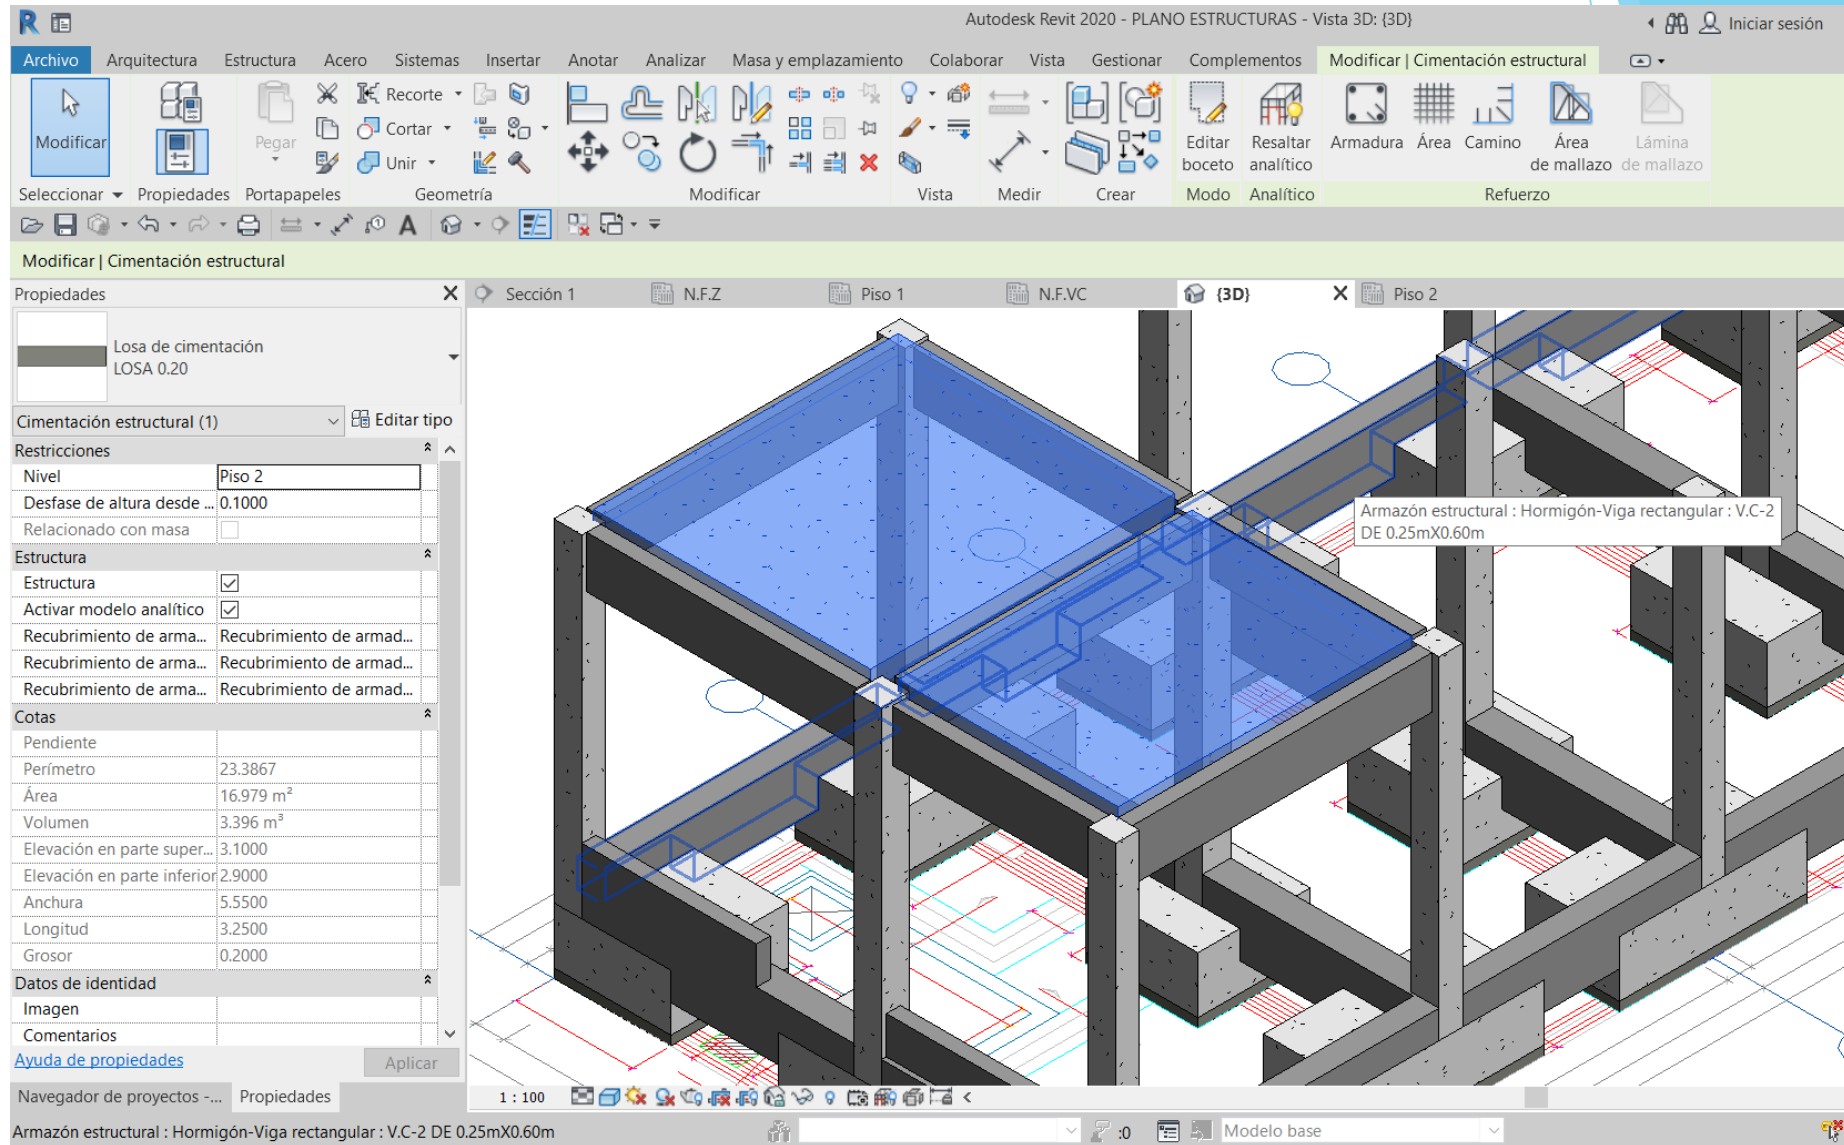 Autodesk Revit 2020 - PLANO ESTRUCTURAS - Vista 3D: {3D}
Iniciar sesión
Archivo Arquitectura Estructura Acero Sistemas Insertar Anotar Analizar Masa y emplazamiento Colaborar Vista Gestionar Complementos Modificar | Cimentación estructural
Modificar
Pegar
Recorte
Cortar
Unir
Editar boceto
Resaltar analítico
Armadura
Área
Camino
Área de mallazo
Lámina de mallazo
Seleccionar Propiedades Portapapeles Geometría Modificar Vista Medir Crear Modo Analítico Refuerzo
A
Modificar | Cimentación estructural
Propiedades
Sección 1 N.F.Z Piso 1 N.F.VC {3D} Piso 2
Losa de cimentación
LOSA 0.20
Cimentación estructural (1) Editar tipo
Restricciones
Nivel Piso 2
Desfase de altura desde ... 0.1000
Relacionado con masa
Estructura
Estructura
Activar modelo analítico
Recubrimiento de arma... Recubrimiento de armad...
Recubrimiento de arma... Recubrimiento de armad...
Recubrimiento de arma... Recubrimiento de armad...
Cotas
Pendiente
Perímetro 23.3867
Área 16.979 m²
Volumen 3.396 m³
Elevación en parte super... 3.1000
Elevación en parte inferior 2.9000
Anchura 5.5500
Longitud 3.2500
Grosor 0.2000
Datos de identidad
Imagen
Comentarios
Ayuda de propiedades Aplicar
Navegador de proyectos -... Propiedades
Armazón estructural : Hormigón-Viga rectangular : V.C-2
DE 0.25mX0.60m
1 : 100
Armazón estructural : Hormigón-Viga rectangular : V.C-2 DE 0.25mX0.60m
:0
Modelo base